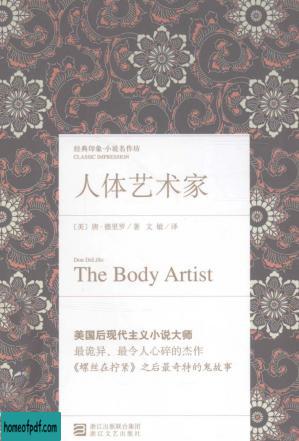 经典印象·小说名作坊
CLASSIC IMPRESSION
人体艺术家
〔美〕唐·德里罗/著 文敏/译
Don DeLillo
The Body Artist
美国后现代主义小说大师
最诡异、最令人心碎的杰作
《螺丝在拧紧》之后最奇特的鬼故事
浙江出版联合集团
浙江文艺出版社
homeofpdf.com